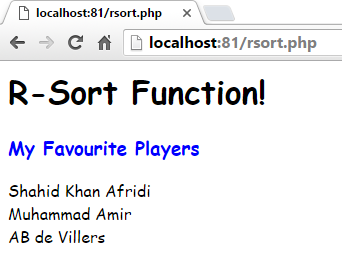 localhost:81/rsort.php
localhost:81/rsort.php
R-Sort Function!
My Favourite Players
Shahid Khan Afridi
Muhammad Amir
AB de Villers